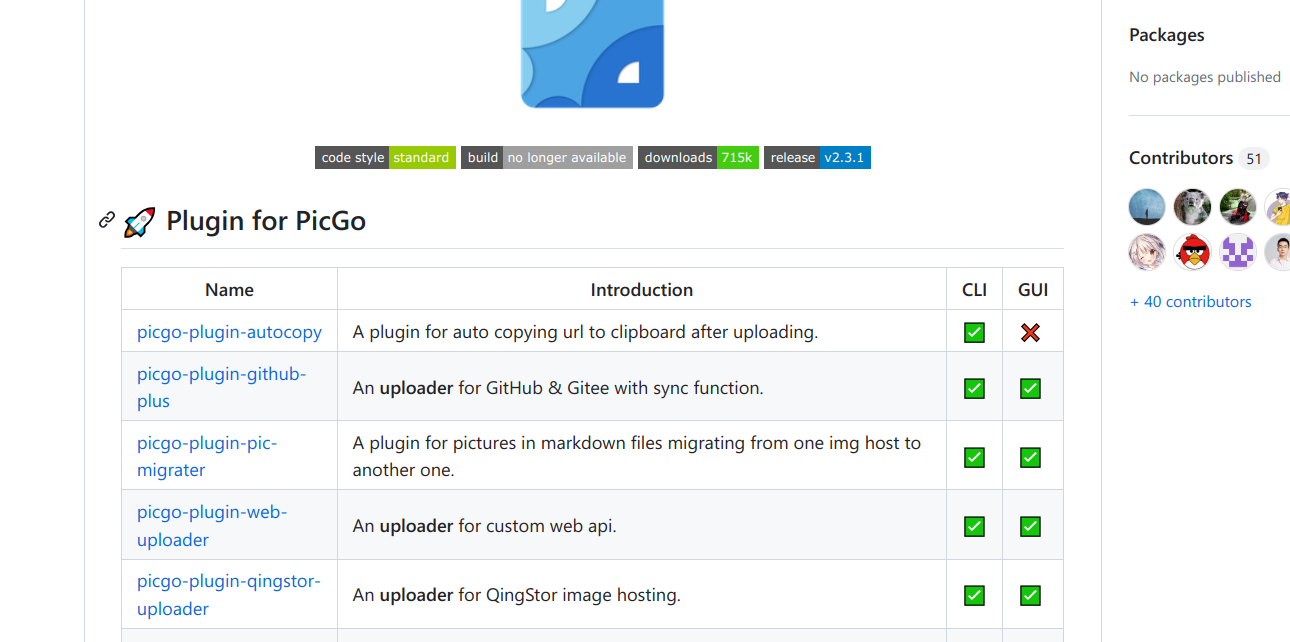 code style standard build no longer available downloads 715k release v2.3.1
Plugin for PicGo
Name Introduction CLI GUI
picgo-plugin-autocopy A plugin for auto copying url to clipboard after uploading.
picgo-plugin-github-
plus
An uploader for GitHub & Gitee with sync function.
picgo-plugin-pic-
migrater
A plugin for pictures in markdown files migrating from one img host to
another one.
picgo-plugin-web-
uploader
An uploader for custom web api.
picgo-plugin-qingstor-
uploader
An uploader for QingStor image hosting.
Packages
No packages published
Contributors 51
+ 40 contributors